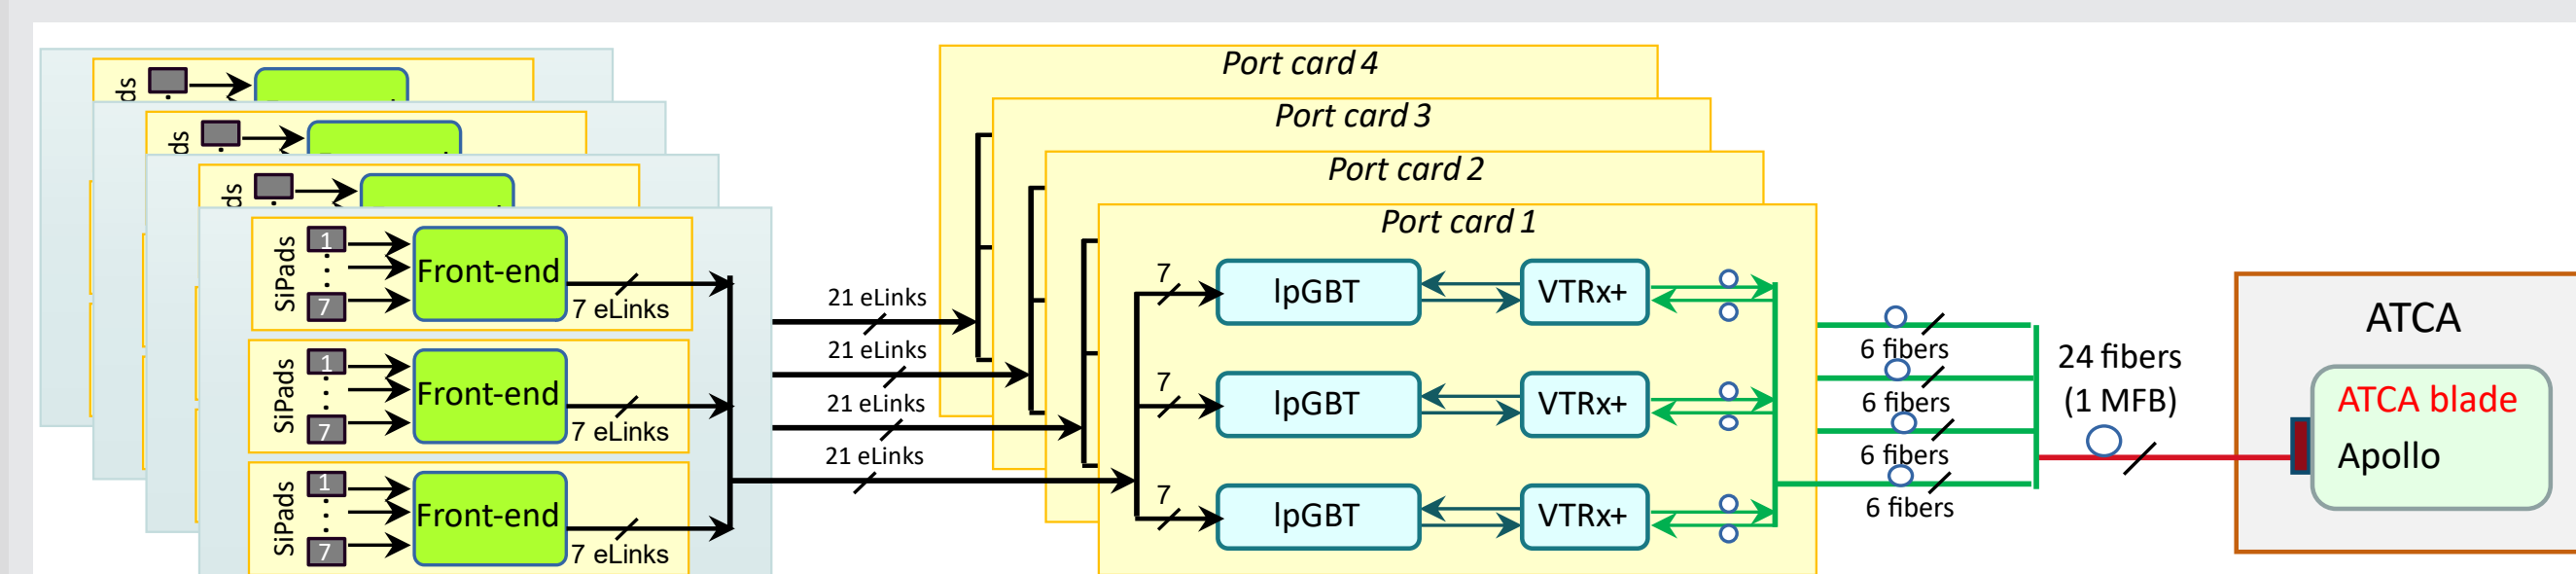 Port card 4
Port card 3
Port card 2
Port card 1
ds
ds
ds
SiPads
1
7
Front-end
7 eLinks
SiPads
1
7
Front-end
7 eLinks
SiPads
1
7
Front-end
7 eLinks
21 eLinks
21 eLinks
21 eLinks
21 eLinks
7
lpGBT
VTRx+
7
lpGBT
VTRx+
7
lpGBT
VTRx+
6 fibers
6 fibers
6 fibers
6 fibers
24 fibers
(1 MFB)
ATCA
ATCA blade
Apollo